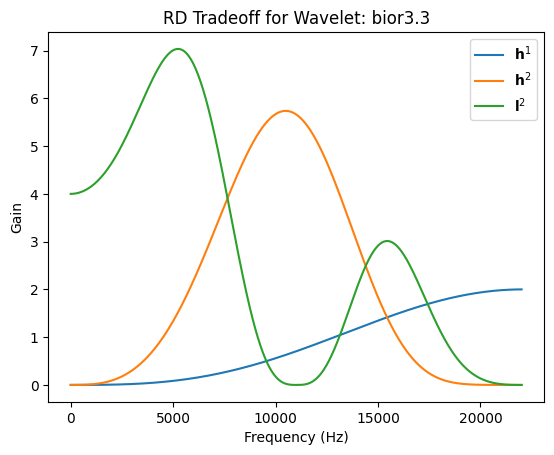 RD Tradeoff for Wavelet: bior3.3
h¹
h²
l²
Gain
7
6
5
4
3
2
1
0
0 5000 10000 15000 20000
Frequency (Hz)